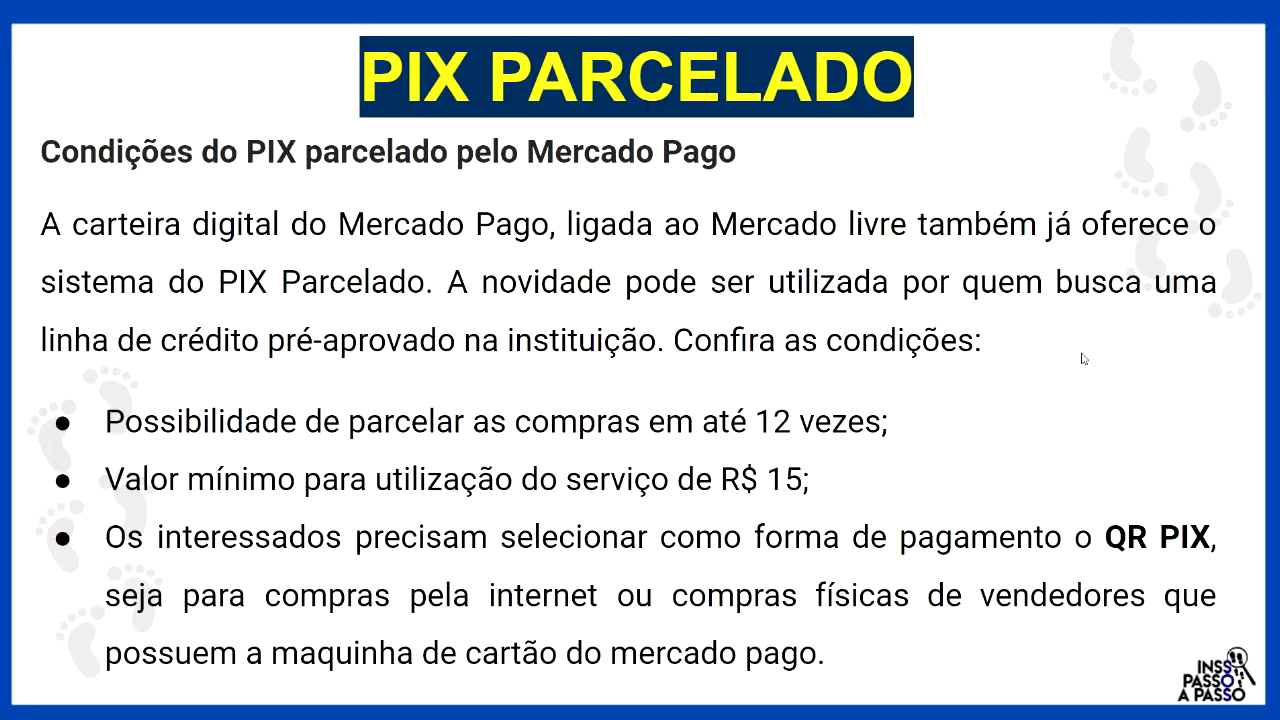 PIX PARCELADO
Condições do PIX parcelado pelo Mercado Pago
A carteira digital do Mercado Pago, ligada ao Mercado livre também já oferece o
sistema do PIX Parcelado. A novidade pode ser utilizada por quem busca uma
linha de crédito pré-aprovado na instituição. Confira as condições:
● Possibilidade de parcelar as compras em até 12 vezes;
● Valor mínimo para utilização do serviço de R$ 15;
● Os interessados precisam selecionar como forma de pagamento o QR PIX,
seja para compras pela internet ou compras físicas de vendedores que
possuem a maquinha de cartão do mercado pago.
INSS
PASSO
A PASSO